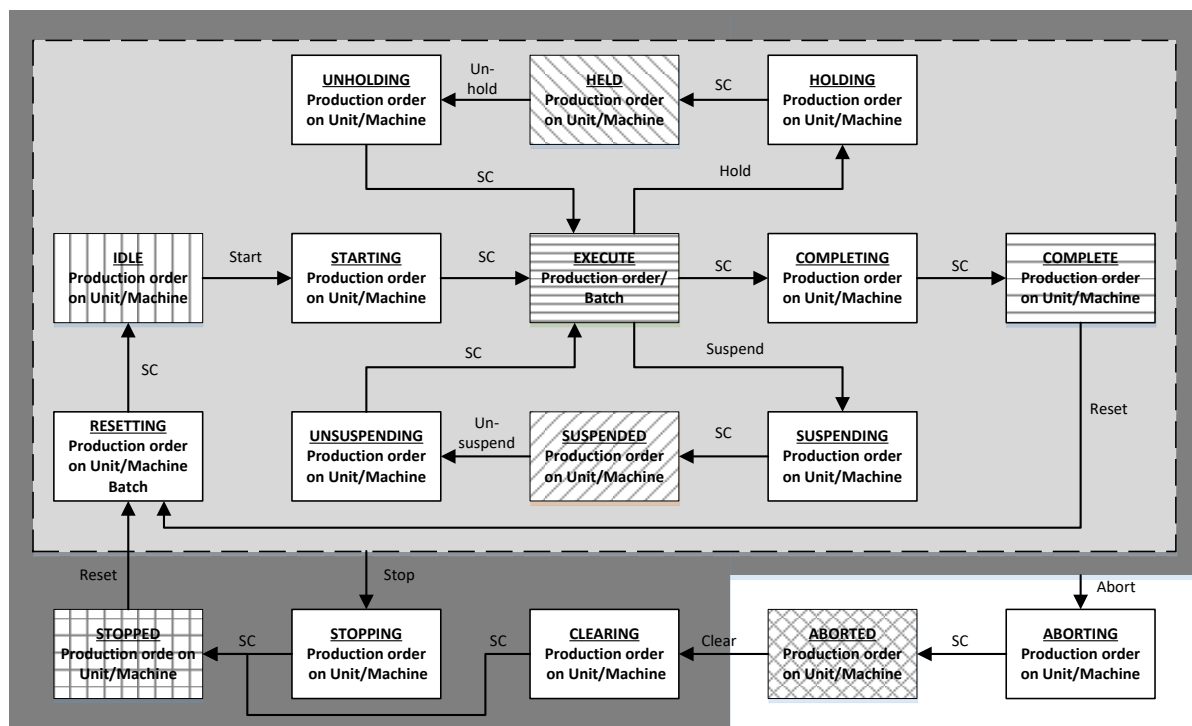 UNHOLDING
Production order
on Unit/Machine
Un-
hold
HELD
Production order
on Unit/Machine
SC
HOLDING
Production order
on Unit/Machine
SC
Hold
IDLE
Production order
on Unit/Machine
Start
STARTING
Production order
on Unit/Machine
SC
EXECUTE
Production order/
Batch
SC
COMPLETING
Production order
on Unit/Machine
SC
COMPLETE
Production order
on Unit/Machine
SC
SC
Suspend
Reset
RESETTING
Production order
on Unit/Machine
Batch
UNSUSPENDING
Production order
on Unit/Machine
Un-
suspend
SUSPENDED
Production order
on Unit/Machine
SC
SUSPENDING
Production order
on Unit/Machine
Reset
Stop
Abort
STOPPED
Production orde on
Unit/Machine
SC
STOPPING
Production order
on Unit/Machine
SC
CLEARING
Production order
on Unit/Machine
Clear
ABORTED
Production order
on Unit/Machine
SC
ABORTING
Production order
on Unit/Machine